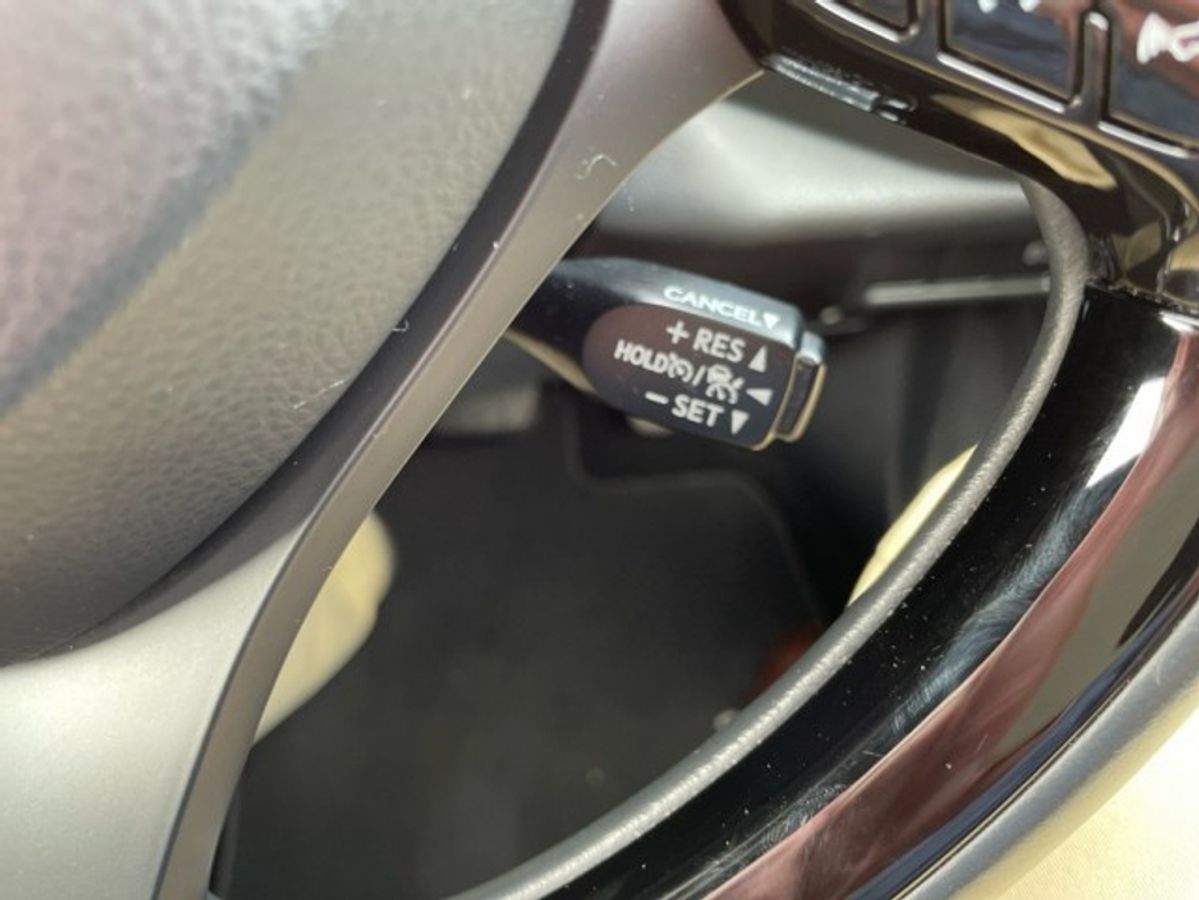 CANCEL▼
+ RES ▲
HOLD / ◀
− SET ▼